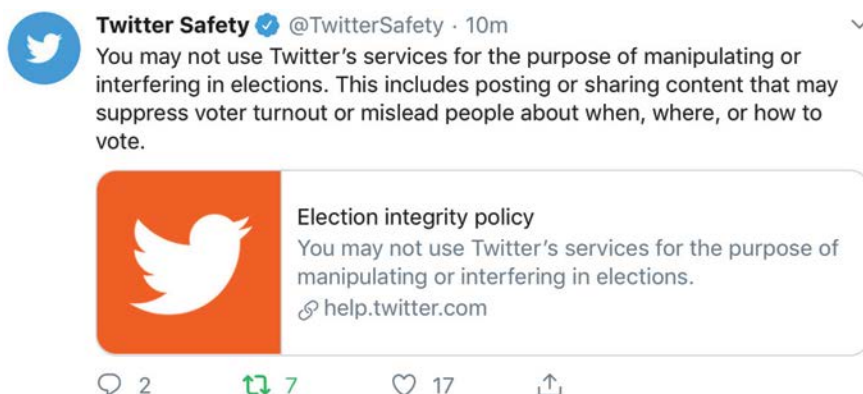 Twitter Safety @TwitterSafety · 10m
You may not use Twitter’s services for the purpose of manipulating or
interfering in elections. This includes posting or sharing content that may
suppress voter turnout or mislead people about when, where, or how to
vote.
Election integrity policy
You may not use Twitter’s services for the purpose of
manipulating or interfering in elections.
help.twitter.com
2 7 17